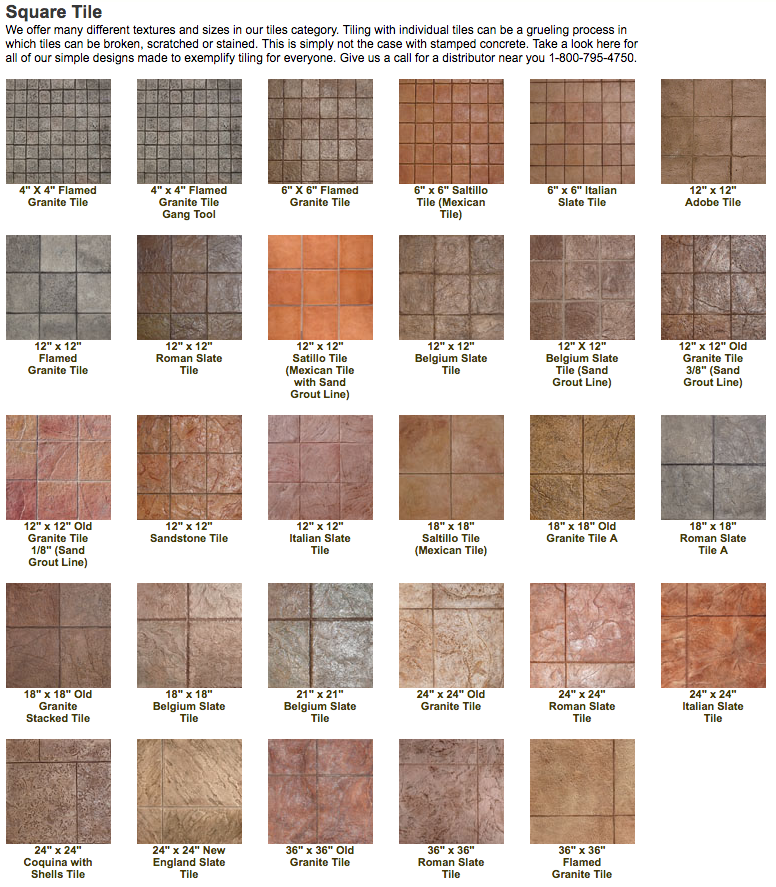 Square Tile
We offer many different textures and sizes in our tiles category. Tiling with individual tiles can be a grueling process in
which tiles can be broken, scratched or stained. This is simply not the case with stamped concrete. Take a look here for
all of our simple designs made to exemplify tiling for everyone. Give us a call for a distributor near you 1-800-795-4750.
4" X 4" Flamed
Granite Tile
4" x 4" Flamed
Granite Tile
Gang Tool
6" X 6" Flamed
Granite Tile
6" x 6" Saltillo
Tile (Mexican
Tile)
6" x 6" Italian
Slate Tile
12" x 12"
Adobe Tile
12" x 12"
Flamed
Granite Tile
12" x 12"
Roman Slate
Tile
12" x 12"
Satillo Tile
(Mexican Tile
with Sand
Grout Line)
12" x 12"
Belgium Slate
Tile
12" X 12"
Belgium Slate
Tile (Sand
Grout Line)
12" x 12" Old
Granite Tile
3/8" (Sand
Grout Line)
12" x 12" Old
Granite Tile
1/8" (Sand
Grout Line)
12" x 12"
Sandstone Tile
12" x 12"
Italian Slate
Tile
18" x 18"
Saltillo Tile
(Mexican Tile)
18" x 18" Old
Granite Tile A
18" x 18"
Roman Slate
Tile A
18" x 18" Old
Granite
Stacked Tile
18" x 18"
Belgium Slate
Tile
21" x 21"
Belgium Slate
Tile
24" x 24" Old
Granite Tile
24" x 24"
Roman Slate
Tile
24" x 24"
Italian Slate
Tile
24" x 24"
Coquina with
Shells Tile
24" x 24" New
England Slate
Tile
36" x 36" Old
Granite Tile
36" x 36"
Roman Slate
Tile
36" x 36"
Flamed
Granite Tile